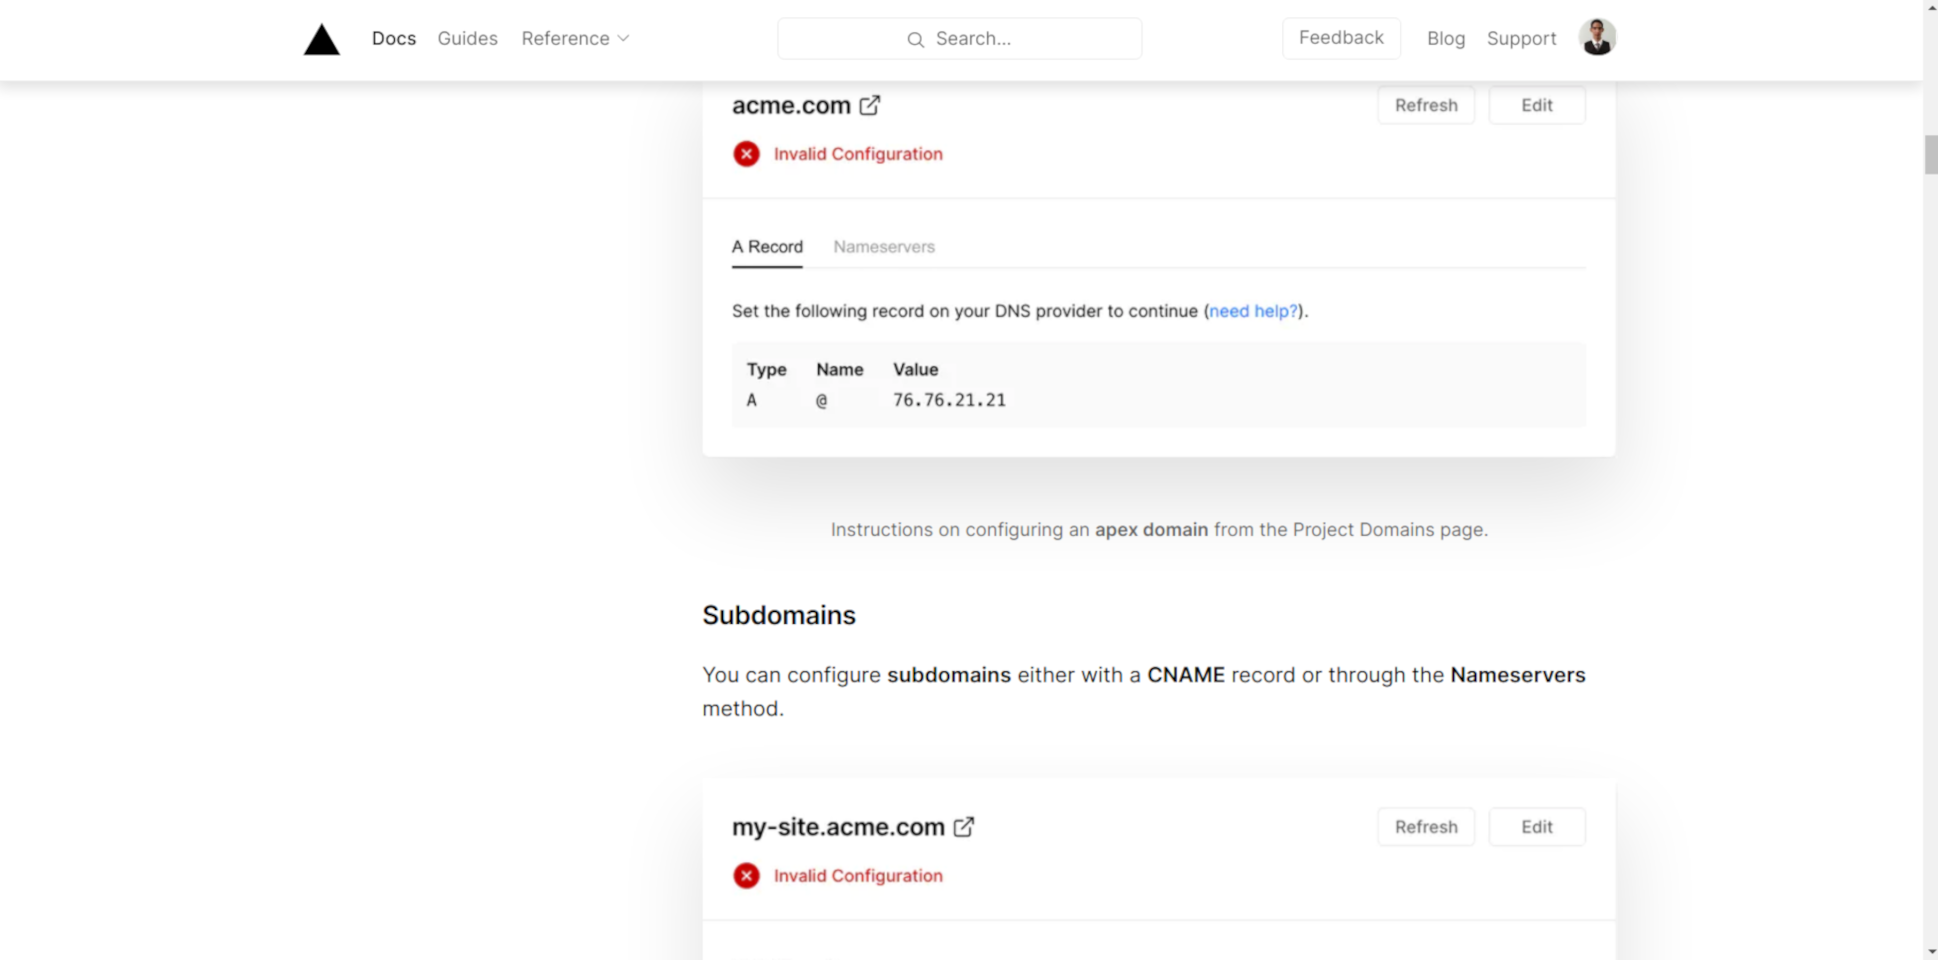 Docs Guides Reference Search... Feedback Blog Support
acme.com Refresh Edit
Invalid Configuration
A Record Nameservers
Set the following record on your DNS provider to continue (need help?).
Type Name Value
A @ 76.76.21.21
Instructions on configuring an apex domain from the Project Domains page.
Subdomains
You can configure subdomains either with a CNAME record or through the Nameservers
method.
my-site.acme.com Refresh Edit
Invalid Configuration